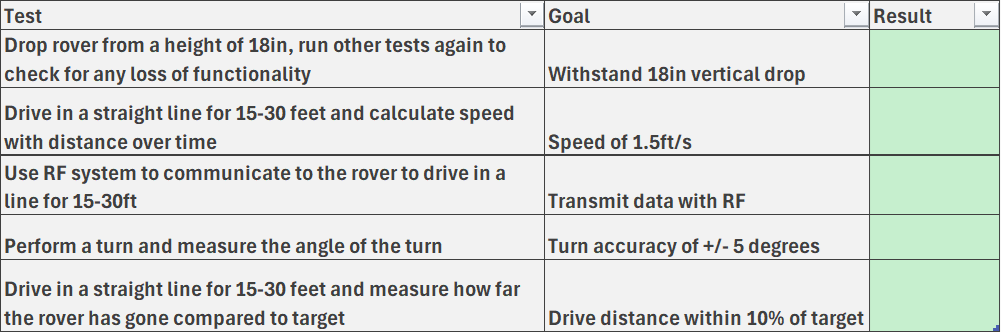 Test Goal Result
Drop rover from a height of 18in, run other tests again to
check for any loss of functionality
Withstand 18in vertical drop
Drive in a straight line for 15-30 feet and calculate speed
with distance over time
Speed of 1.5ft/s
Use RF system to communicate to the rover to drive in a
line for 15-30ft
Transmit data with RF
Perform a turn and measure the angle of the turn
Turn accuracy of +/- 5 degrees
Drive in a straight line for 15-30 feet and measure how far
the rover has gone compared to target
Drive distance within 10% of target